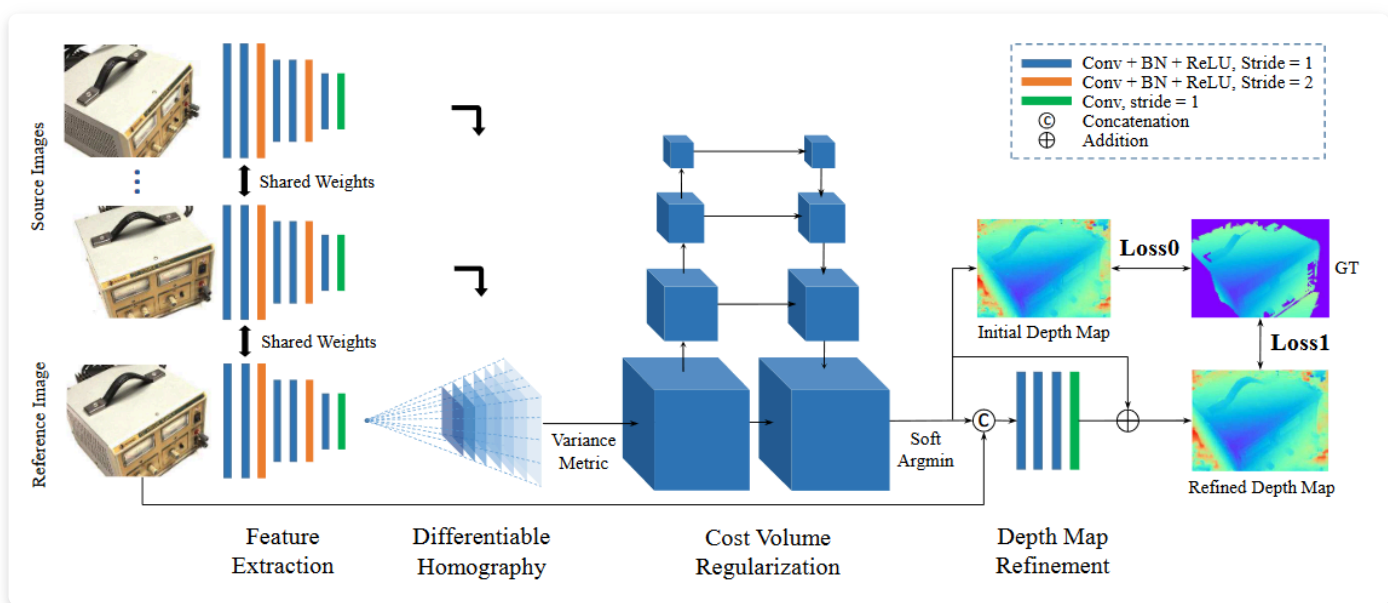 Conv + BN + ReLU, Stride = 1
Conv + BN + ReLU, Stride = 2
Conv, stride = 1
C Concatenation
Addition
Source Images
Shared Weights
Shared Weights
Reference Image
Variance
Metric
Soft
Argmin
C
Loss0
GT
Initial Depth Map
Loss1
Refined Depth Map
Feature
Extraction
Differentiable
Homography
Cost Volume
Regularization
Depth Map
Refinement